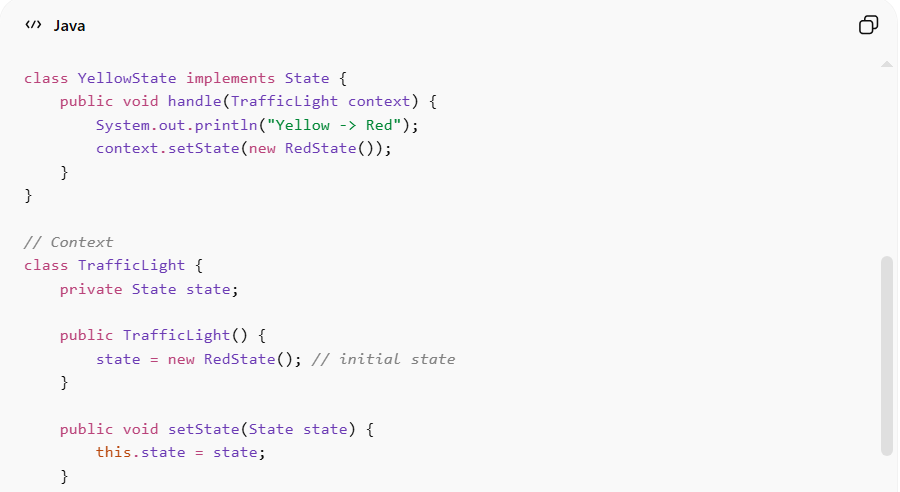 </> Java
class YellowState implements State {
    public void handle(TrafficLight context) {
        System.out.println("Yellow -> Red");
        context.setState(new RedState());
    }
}

// Context
class TrafficLight {
    private State state;

    public TrafficLight() {
        state = new RedState(); // initial state
    }

    public void setState(State state) {
        this.state = state;
    }